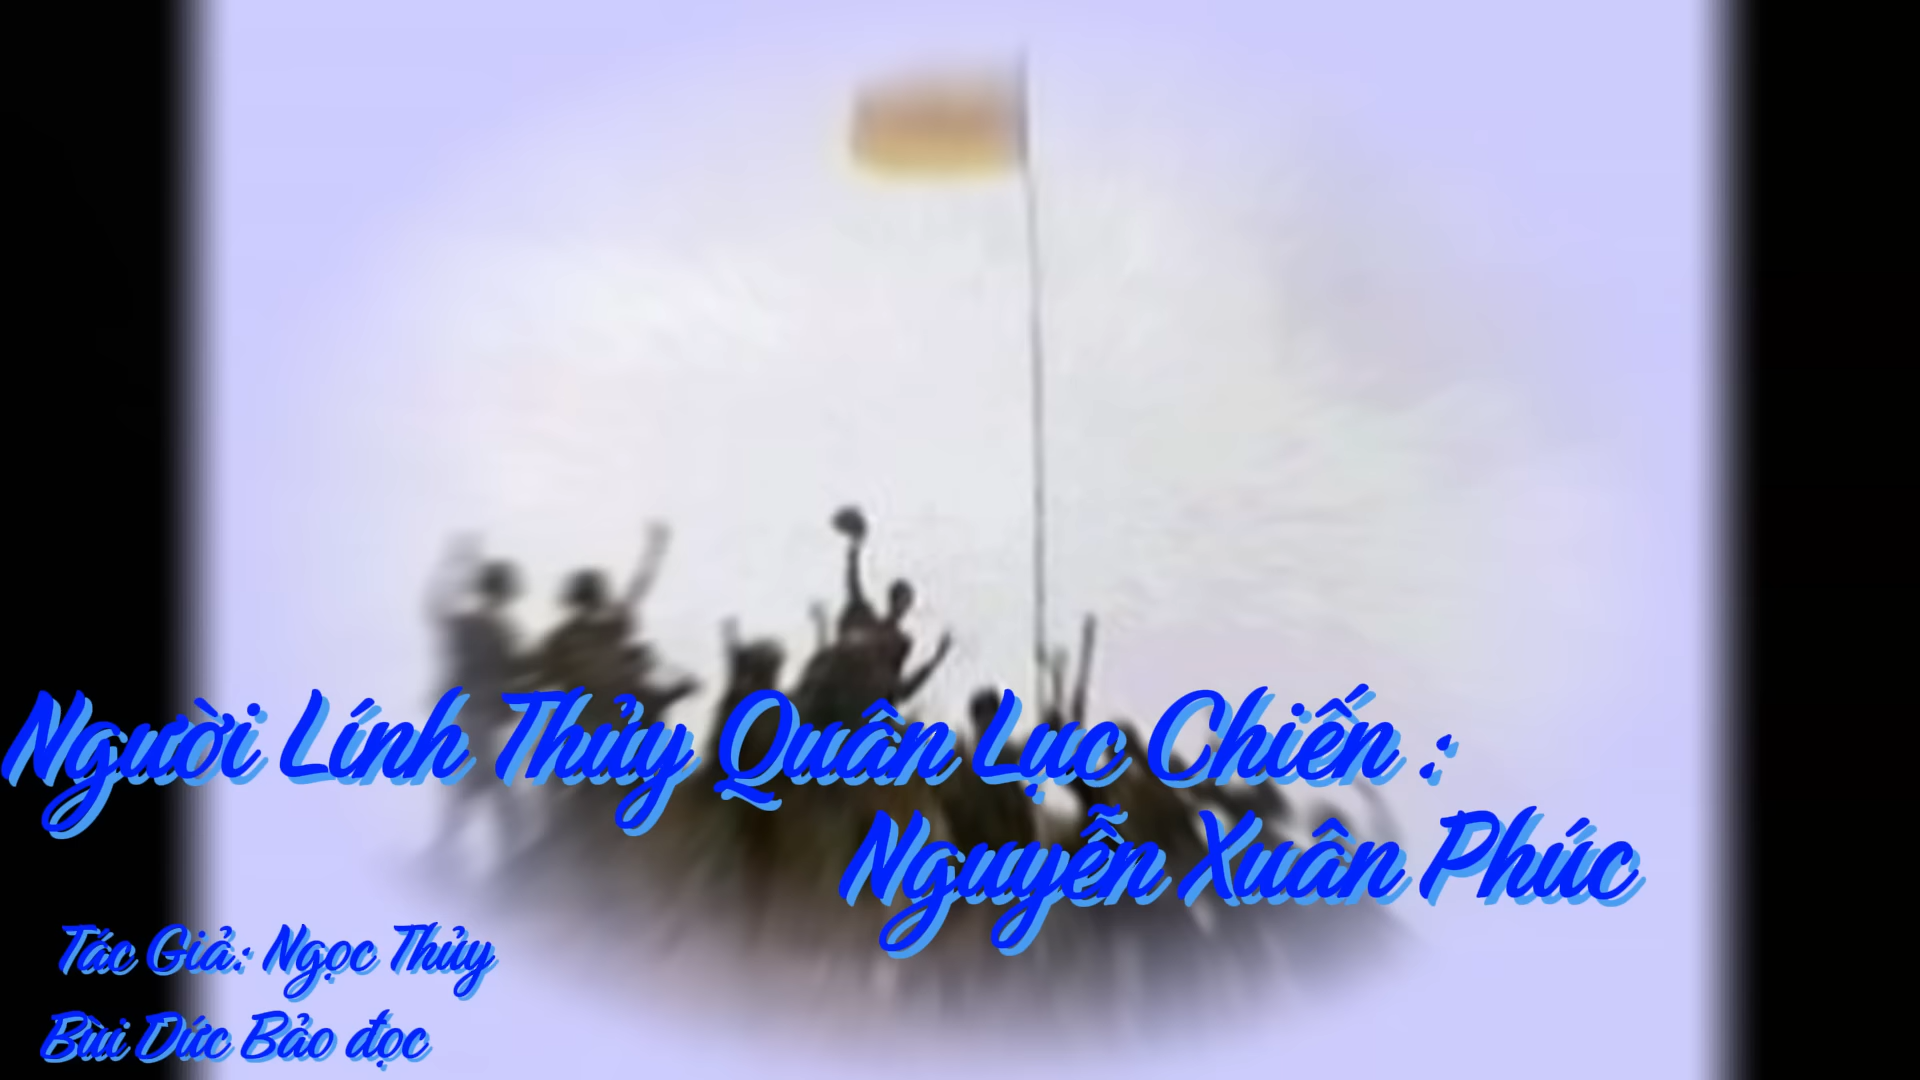 Người Lính Thủy Quân Lục Chiến :
Nguyễn Xuân Phúc
Tác Giả: Ngọc Thủy
Bùi Đức Bảo đọc